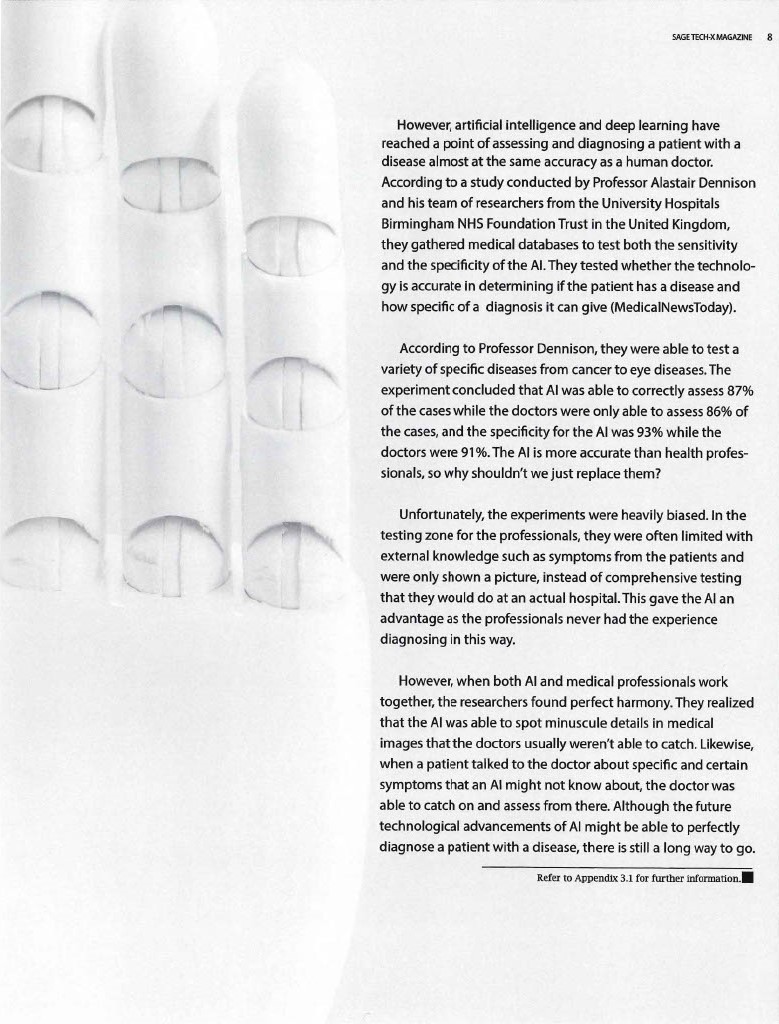 SAGE TECH-X MAGAZINE 8
However, artificial intelligence and deep learning have
reached a point of assessing and diagnosing a patient with a
disease almost at the same accuracy as a human doctor.
According to a study conducted by Professor Alastair Dennison
and his team of researchers from the University Hospitals
Birmingham NHS Foundation Trust in the United Kingdom,
they gathered medical databases to test both the sensitivity
and the specificity of the AI. They tested whether the technolo-
gy is accurate in determining if the patient has a disease and
how specific of a diagnosis it can give (MedicalNewsToday).
According to Professor Dennison, they were able to test a
variety of specific diseases from cancer to eye diseases. The
experiment concluded that AI was able to correctly assess 87%
of the cases while the doctors were only able to assess 86% of
the cases, and the specificity for the AI was 93% while the
doctors were 91%. The AI is more accurate than health profes-
sionals, so why shouldn't we just replace them?
Unfortunately, the experiments were heavily biased. In the
testing zone for the professionals, they were often limited with
external knowledge such as symptoms from the patients and
were only shown a picture, instead of comprehensive testing
that they would do at an actual hospital. This gave the AI an
advantage as the professionals never had the experience
diagnosing in this way.
However, when both AI and medical professionals work
together, the researchers found perfect harmony. They realized
that the AI was able to spot minuscule details in medical
images that the doctors usually weren't able to catch. Likewise,
when a patient talked to the doctor about specific and certain
symptoms that an AI might not know about, the doctor was
able to catch on and assess from there. Although the future
technological advancements of AI might be able to perfectly
diagnose a patient with a disease, there is still a long way to go.
Refer to Appendix 3.1 for further information.